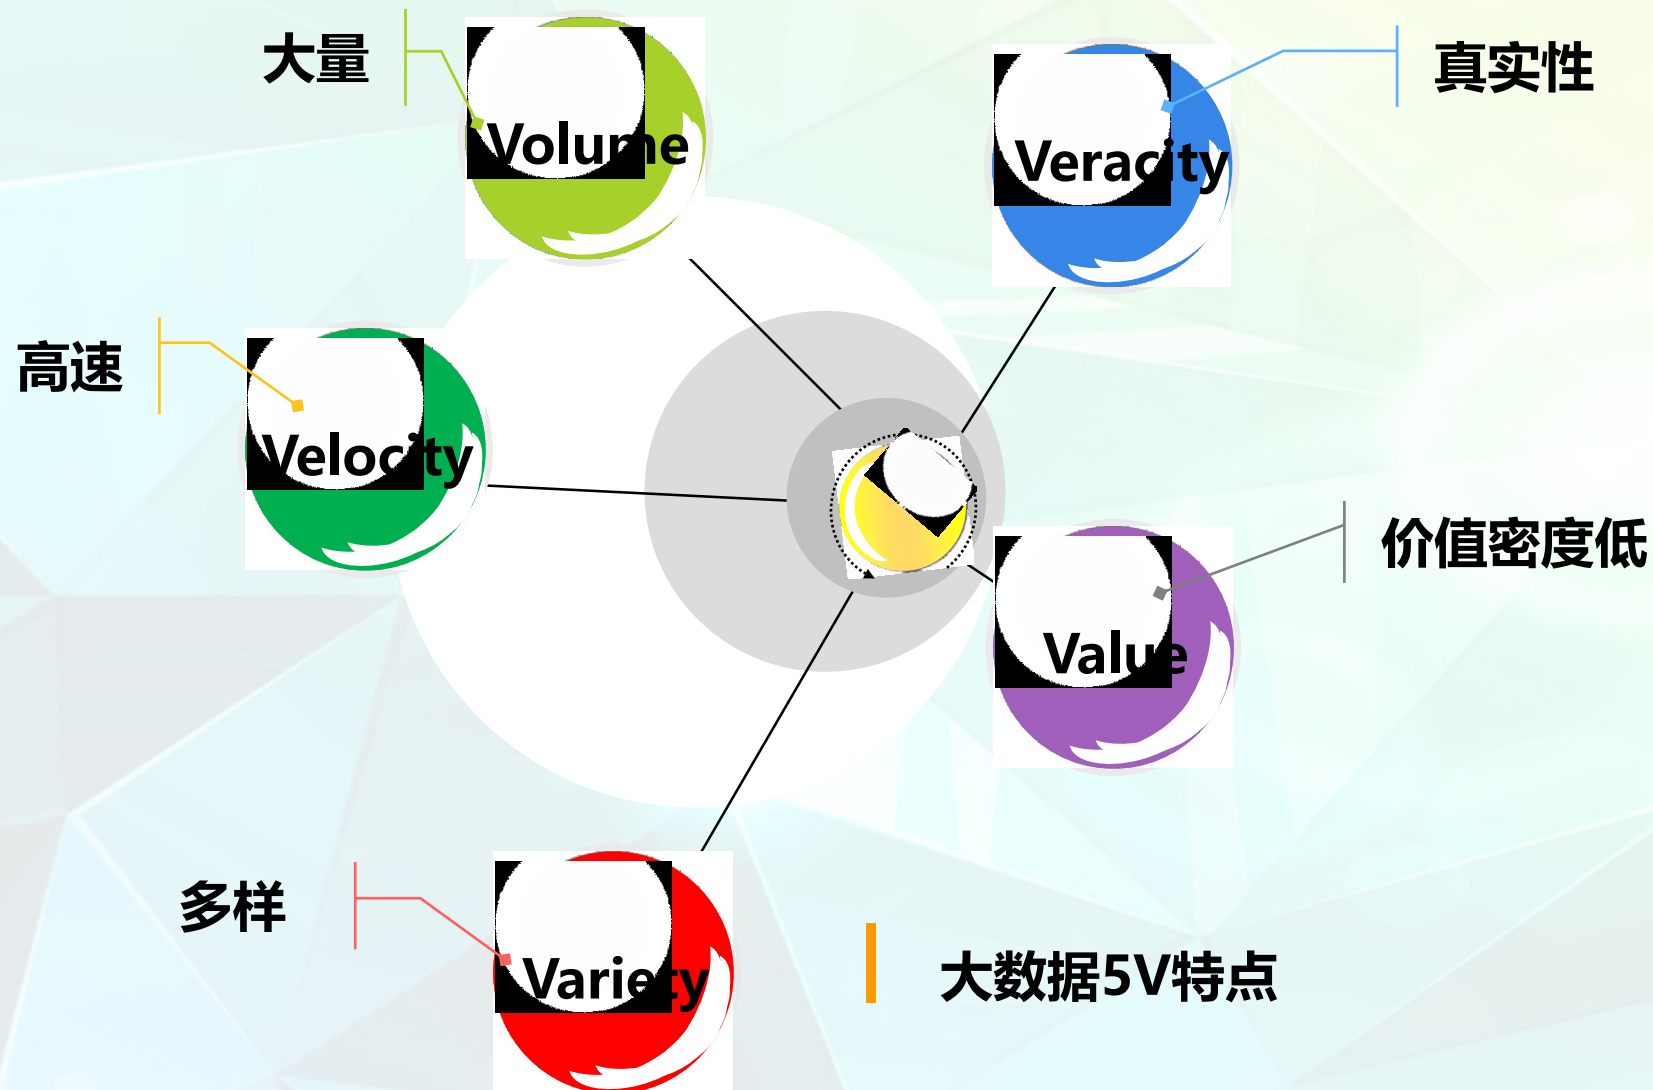 大量
Volume
真实性
Veracity
高速
Velocity
价值密度低
Value
多样
Variety
大数据5V特点